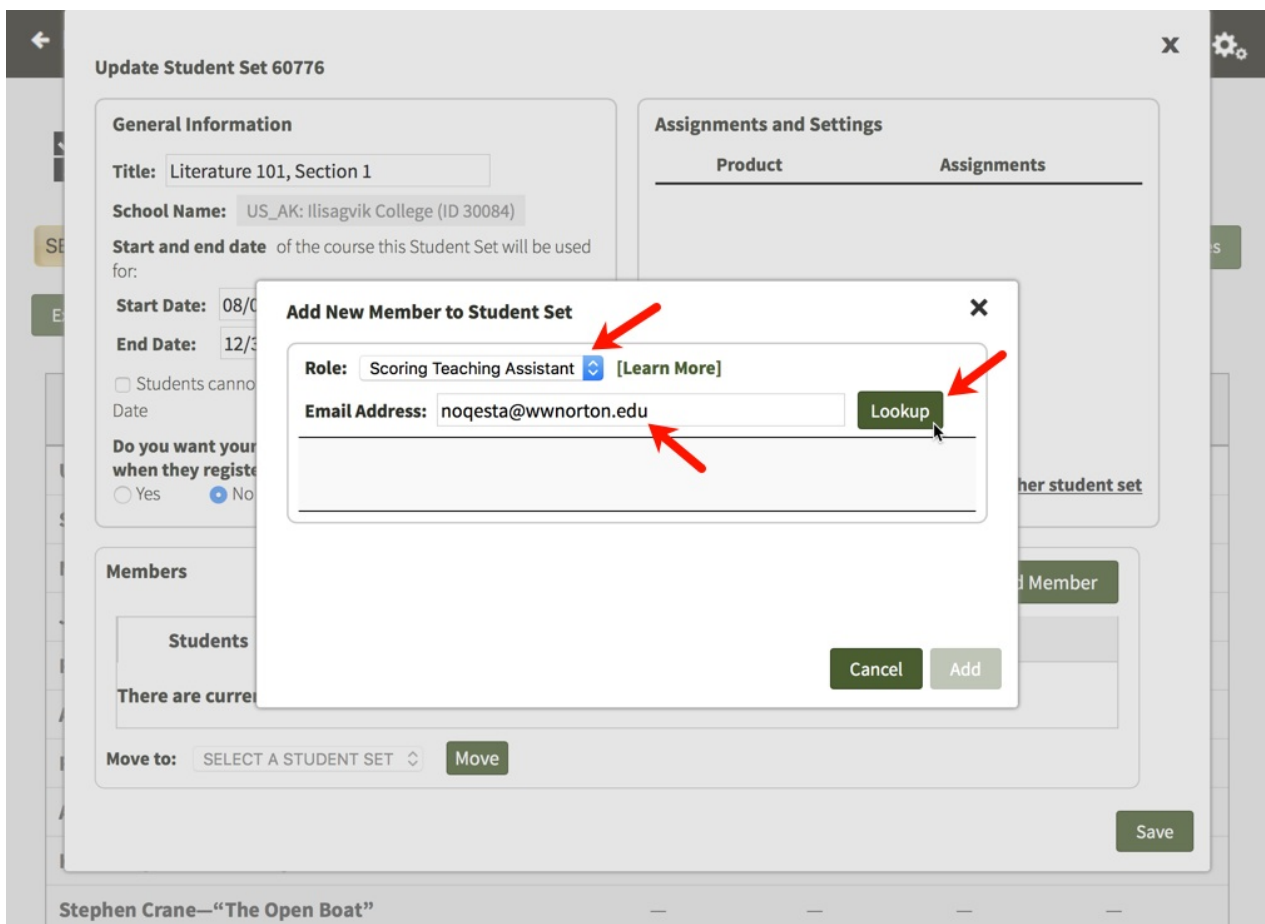 Update Student Set 60776
X
General Information
Title: Literature 101, Section 1
School Name: US_AK: Ilisagvik College (ID 30084)
Start and end date of the course this Student Set will be used
for:
Start Date: 08/0
End Date: 12/3
Students canno
Date
Do you want your
when they registe
Yes No
Assignments and Settings
Product Assignments
her student set
Add New Member to Student Set
Role: Scoring Teaching Assistant [Learn More]
Email Address: noqesta@wwnorton.edu Lookup
Cancel Add
Members
d Member
Students
There are curre
Move to: SELECT A STUDENT SET Move
Save
SE
Stephen Crane—“The Open Boat” — — — —